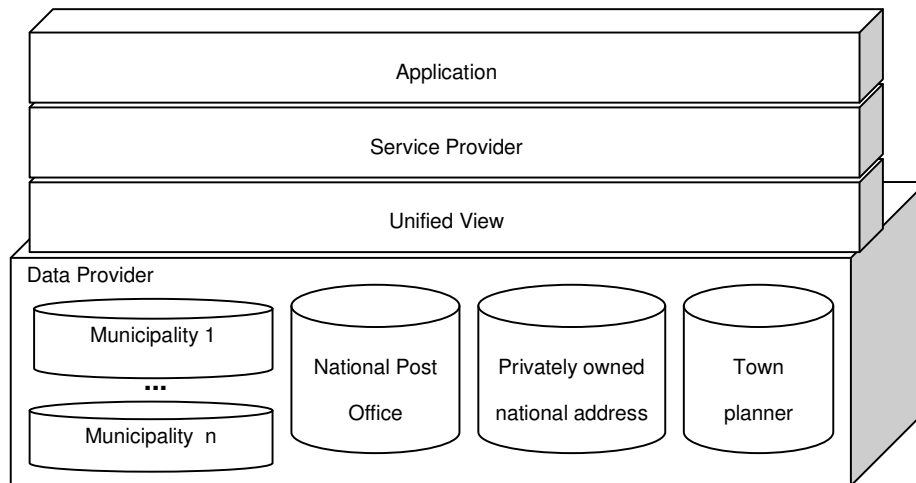 Application
Service Provider
Unified View
Data Provider
Municipality 1
...
Municipality n
National Post
Office
Privately owned
national address
Town
planner